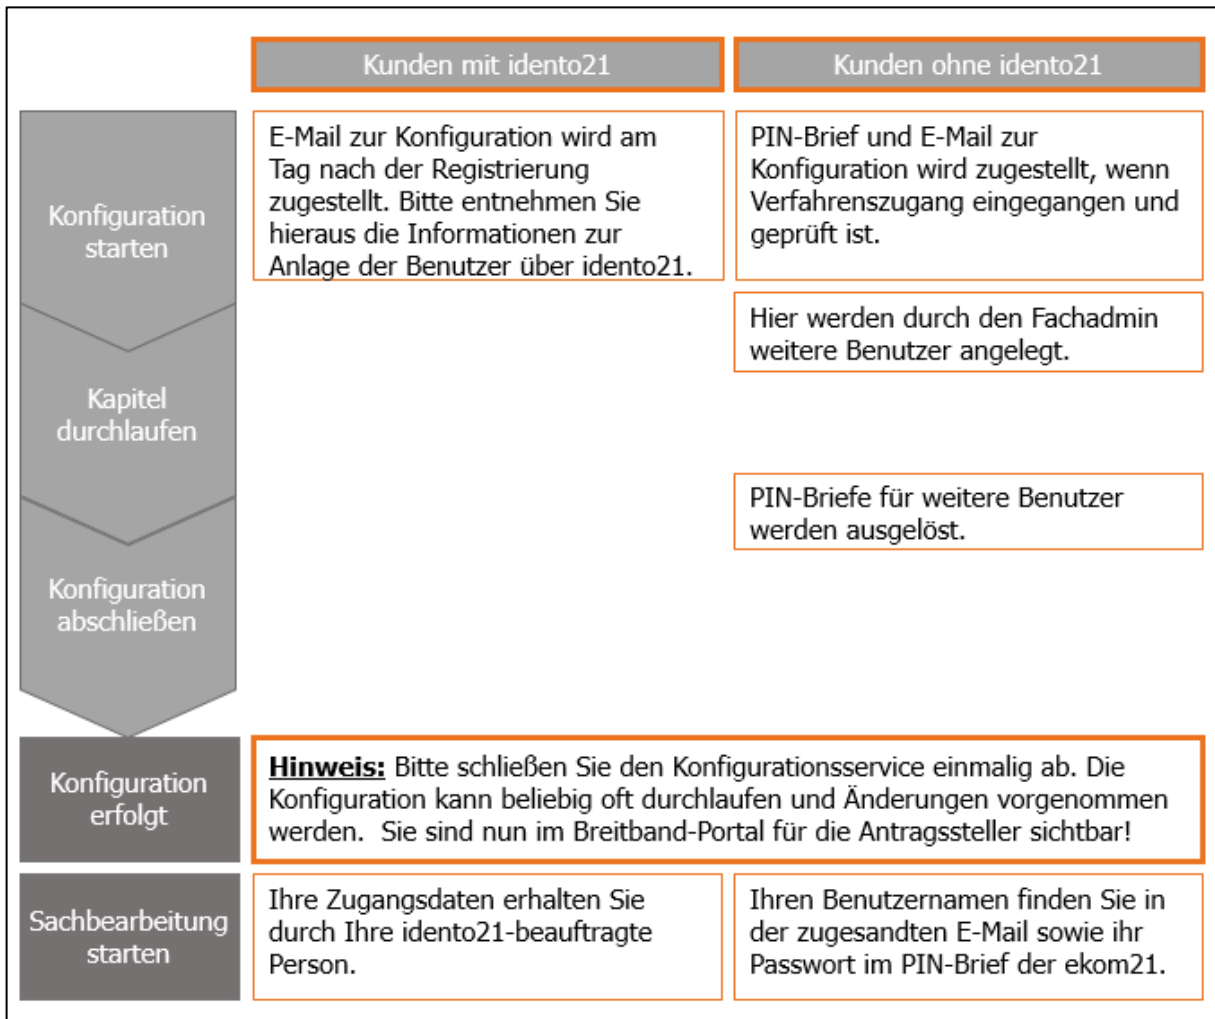 Kunden mit idento21
Kunden ohne idento21
Konfiguration
starten
E-Mail zur Konfiguration wird am
Tag nach der Registrierung
zugestellt. Bitte entnehmen Sie
hieraus die Informationen zur
Anlage der Benutzer über idento21.
PIN-Brief und E-Mail zur
Konfiguration wird zugestellt, wenn
Verfahrenszugang eingegangen und
geprüft ist.
Kapitel
durchlaufen
Hier werden durch den Fachadmin
weitere Benutzer angelegt.
PIN-Briefe für weitere Benutzer
werden ausgelöst.
Konfiguration
abschließen
Konfiguration
erfolgt
Hinweis: Bitte schließen Sie den Konfigurationsservice einmalig ab. Die
Konfiguration kann beliebig oft durchlaufen und Änderungen vorgenommen
werden.  Sie sind nun im Breitband-Portal für die Antragssteller sichtbar!
Sachbearbeitung
starten
Ihre Zugangsdaten erhalten Sie
durch Ihre idento21-beauftragte
Person.
Ihren Benutzernamen finden Sie in
der zugesandten E-Mail sowie ihr
Passwort im PIN-Brief der ekom21.